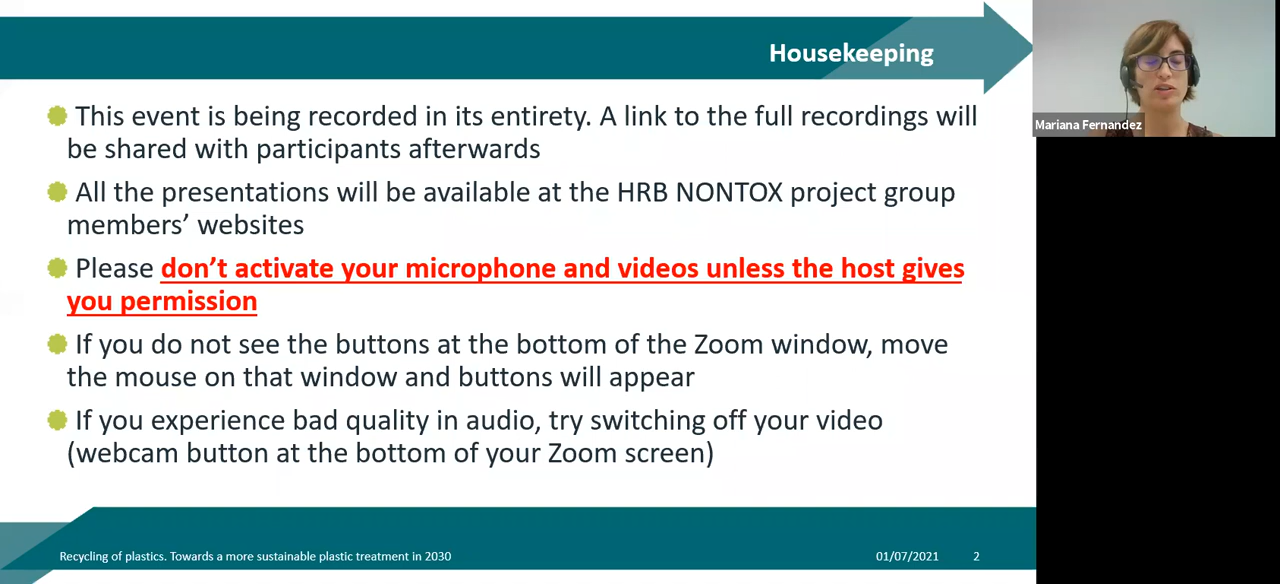 Housekeeping
This event is being recorded in its entirety. A link to the full recordings will
be shared with participants afterwards
All the presentations will be available at the HRB NONTOX project group
members’ websites
Please don’t activate your microphone and videos unless the host gives
you permission
If you do not see the buttons at the bottom of the Zoom window, move
the mouse on that window and buttons will appear
If you experience bad quality in audio, try switching off your video
(webcam button at the bottom of your Zoom screen)
Recycling of plastics. Towards a more sustainable plastic treatment in 2030
01/07/2021 2
Mariana Fernandez